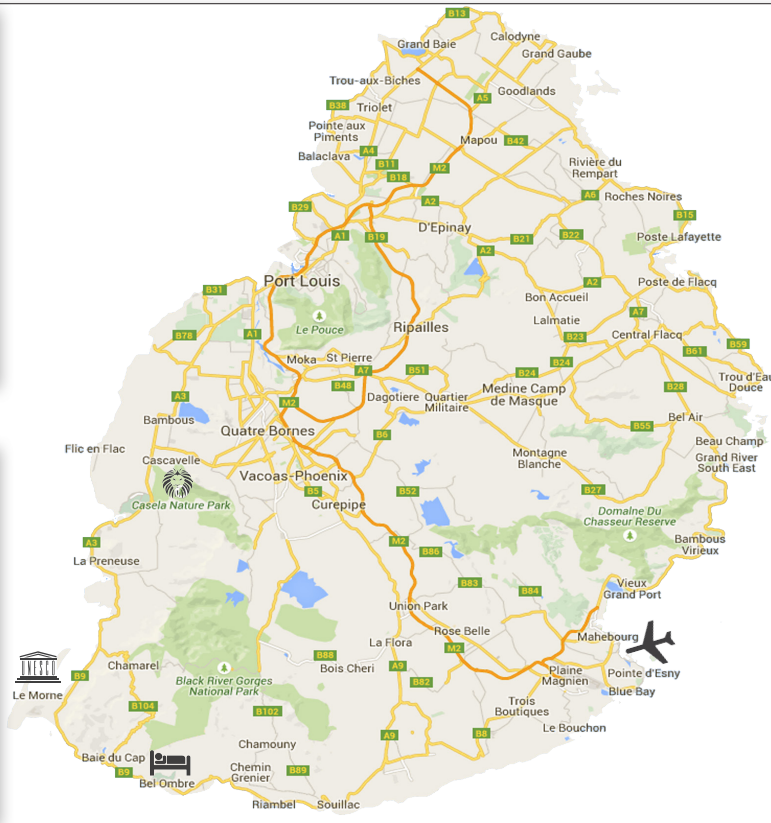 B13
Calodyne
Grand Baie
Grand Gaube
Trou-aux-Biches
Goodlands
A5
B38
Triolet
Pointe aux
Piments
Mapou
B42
A4
Balaclava
B11
M2
Rivière du
Rempart
B18
A6
Roches Noires
A2
B29
B15
D'Epinay
A1
B19
B21
B22
Poste Lafayette
A2
Port Louis
A2
Poste de Flacq
B31
Bon Accueil
A7
Lalmatie
Le Pouce
Ripailles
B78
A1
B23
Central Flacq
B59
B61
Moka
St Pierre
B24
A7
B51
B24
Trou d'Eau
Douce
B48
B28
Medine Camp
de Masque
A3
Dagotiere
Quartier
Militaire
M2
Bel Air
Bambous
B55
Quatre Bornes
B6
Beau Champ
Flic en Flac
Montagne
Blanche
Grand River
South East
Cascavelle
Vacoas-Phoenix
B5
B52
B27
Casela Nature Park
Curepipe
Domaine Du
Chasseur Reserve
A3
M2
Bambous
Virieux
B86
La Preneuse
B83
Vieux
Grand Port
B84
Union Park
Rose Belle
Mahebourg
La Flora
M2
UNESCO
B88
Chamarel
A9
Bois Cheri
Plaine
Magnien
Pointe d'Esny
B9
Black River Gorges
National Park
B82
Le Morne
Blue Bay
B104
B102
Trois
Boutiques
Le Bouchon
A9
B8
Chamouny
Baie du Cap
Chemin
Grenier
B9
B89
Bel Ombre
Riambel
Souillac